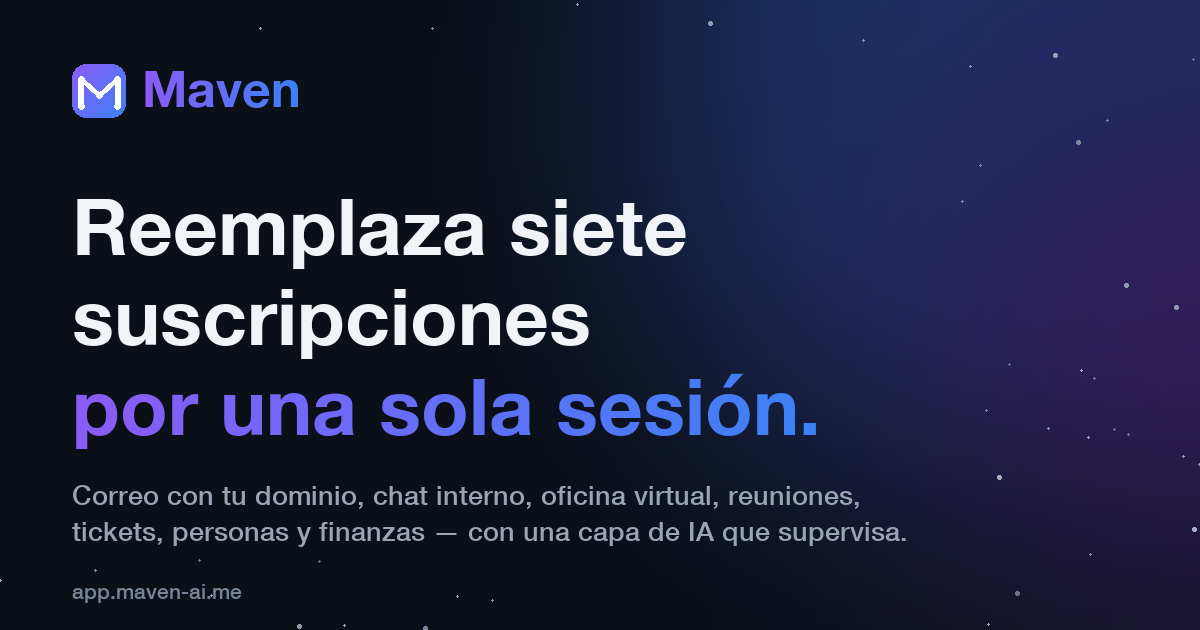 Maven
Reemplaza siete
suscripciones
por una sola sesión.
Correo con tu dominio, chat interno, oficina virtual, reuniones,
tickets, personas y finanzas — con una capa de IA que supervisa.
app.maven-ai.me